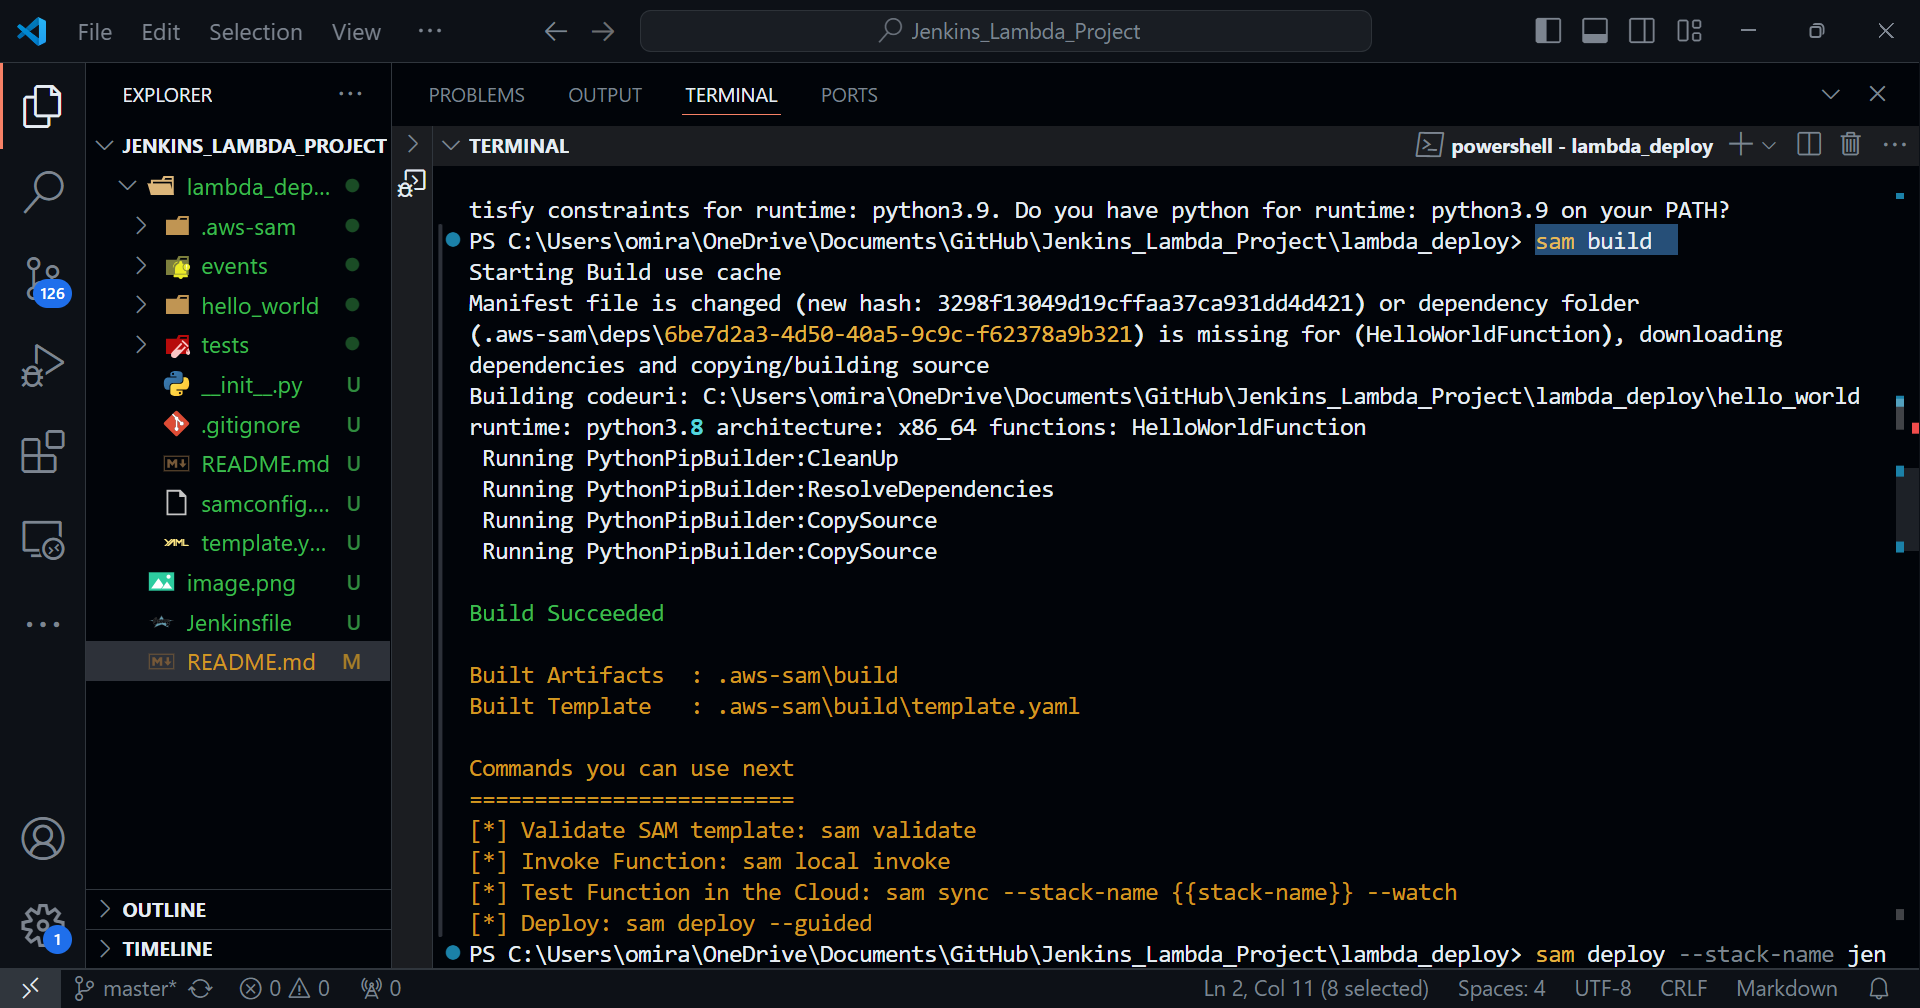 File Edit Selection View ··· Jenkins_Lambda_Project
EXPLORER ···
JENKINS_LAMBDA_PROJECT
lambda_dep...
.aws-sam
events
hello_world
tests
__init__.py U
.gitignore U
README.md U
samconfig.... U
YAML template.y... U
image.png U
Jenkinsfile U
README.md M
OUTLINE
TIMELINE
126
1
PROBLEMS OUTPUT TERMINAL PORTS
TERMINAL powershell - lambda_deploy
tisfy constraints for runtime: python3.9. Do you have python for runtime: python3.9 on your PATH?
PS C:\Users\omira\OneDrive\Documents\GitHub\Jenkins_Lambda_Project\lambda_deploy> sam build
Starting Build use cache
Manifest file is changed (new hash: 3298f13049d19cffaa37ca931dd4d421) or dependency folder
(.aws-sam\deps\6be7d2a3-4d50-40a5-9c9c-f62378a9b321) is missing for (HelloWorldFunction), downloading
dependencies and copying/building source
Building codeuri: C:\Users\omira\OneDrive\Documents\GitHub\Jenkins_Lambda_Project\lambda_deploy\hello_world
runtime: python3.8 architecture: x86_64 functions: HelloWorldFunction
Running PythonPipBuilder:CleanUp
Running PythonPipBuilder:ResolveDependencies
Running PythonPipBuilder:CopySource
Running PythonPipBuilder:CopySource
Build Succeeded
Built Artifacts : .aws-sam\build
Built Template : .aws-sam\build\template.yaml
Commands you can use next
=========================
[*] Validate SAM template: sam validate
[*] Invoke Function: sam local invoke
[*] Test Function in the Cloud: sam sync --stack-name {{stack-name}} --watch
[*] Deploy: sam deploy --guided
PS C:\Users\omira\OneDrive\Documents\GitHub\Jenkins_Lambda_Project\lambda_deploy> sam deploy --stack-name jen
master* 0 0 0 Ln 2, Col 11 (8 selected) Spaces: 4 UTF-8 CRLF Markdown